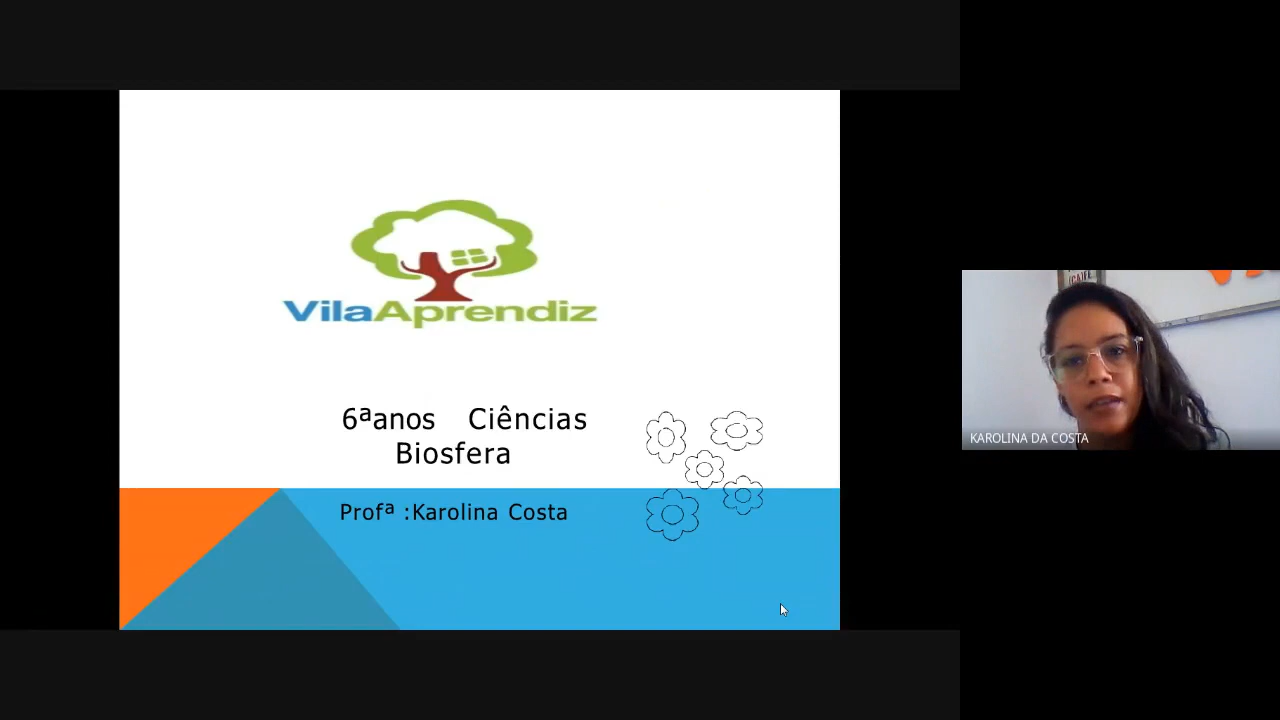 VilaAprendiz
6ªanos Ciências
Biosfera
Profª :Karolina Costa
KAROLINA DA COSTA